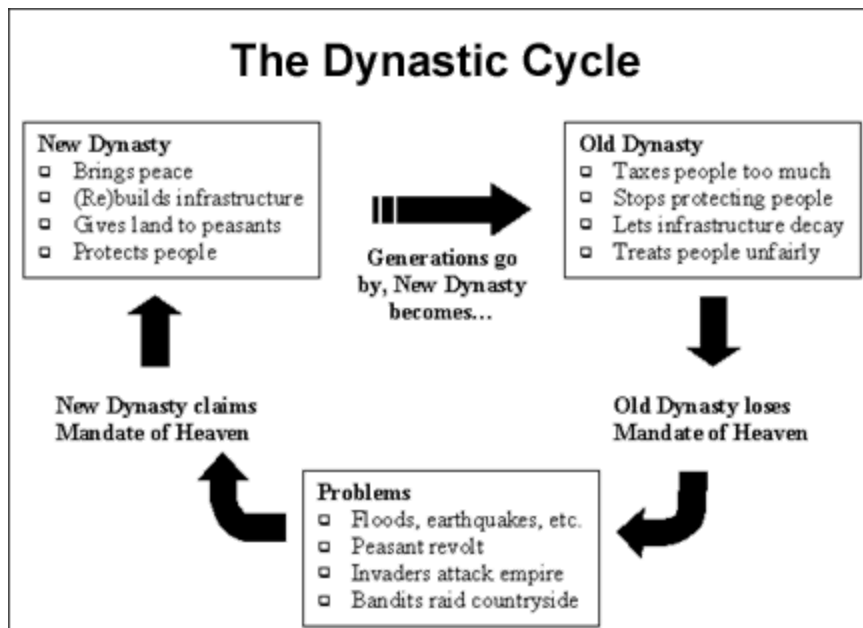 The Dynastic Cycle
New Dynasty
Brings peace
(Re)builds infrastructure
Gives land to peasants
Protects people
Generations go
by, New Dynasty
becomes...
Old Dynasty
Taxes people too much
Stops protecting people
Lets infrastructure decay
Treats people unfairly
Old Dynasty loses
Mandate of Heaven
Problems
Floods, earthquakes, etc.
Peasant revolt
Invaders attack empire
Bandits raid countryside
New Dynasty claims
Mandate of Heaven